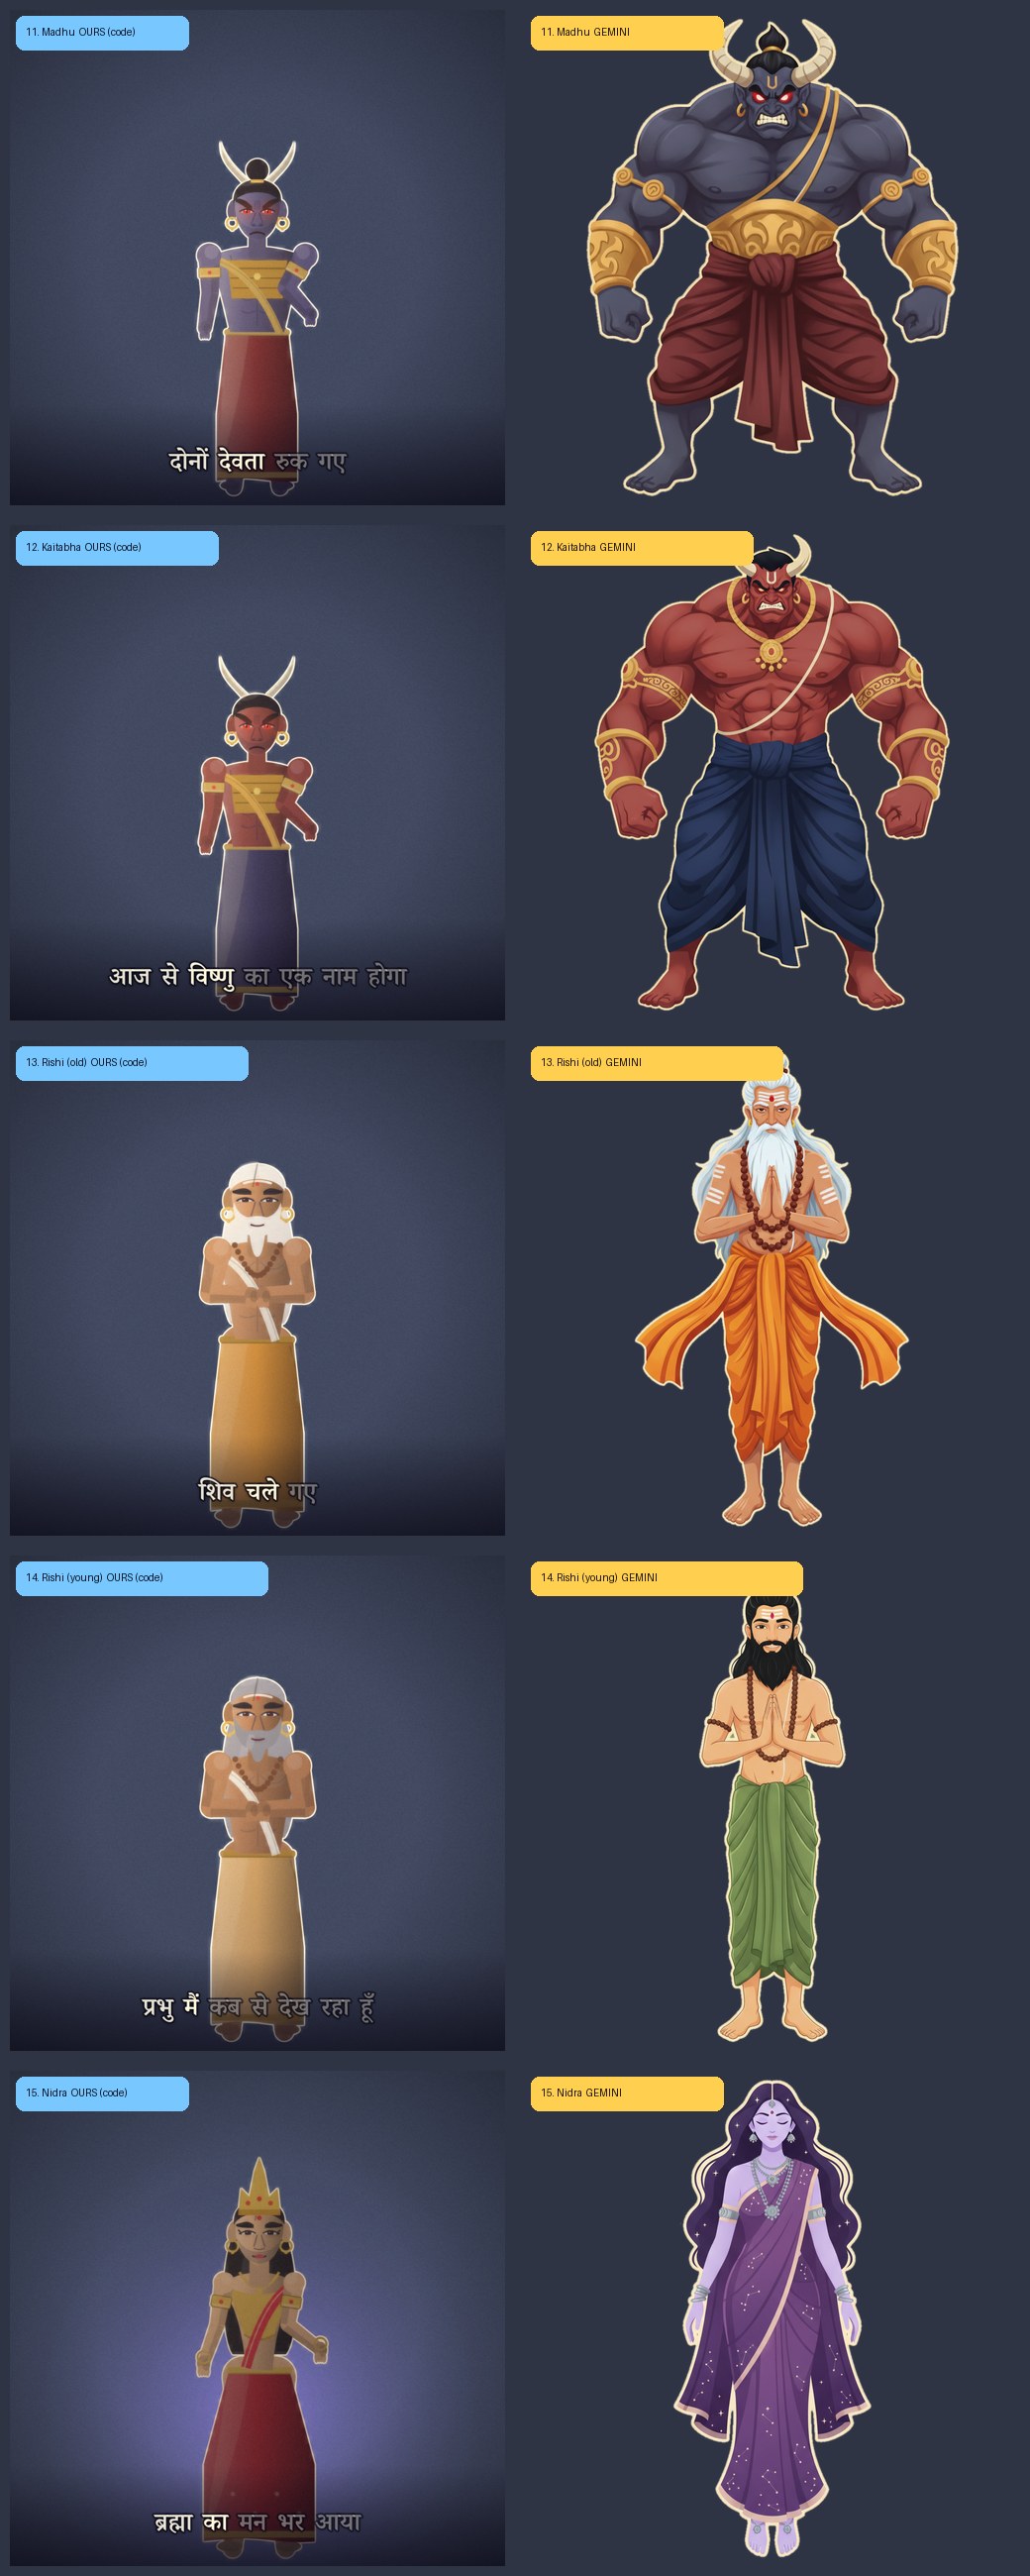 11. Madhu OURS (code)
11. Madhu GEMINI
दोनों देवता रुक गए
12. Kaitabha OURS (code)
12. Kaitabha GEMINI
आज से विष्णु का एक नाम होगा
13. Rishi (old) OURS (code)
13. Rishi (old) GEMINI
शिव चले गए
14. Rishi (young) OURS (code)
14. Rishi (young) GEMINI
प्रभु मैं कब से देख रहा हूँ
15. Nidra OURS (code)
15. Nidra GEMINI
ब्रह्मा का मन भर आया